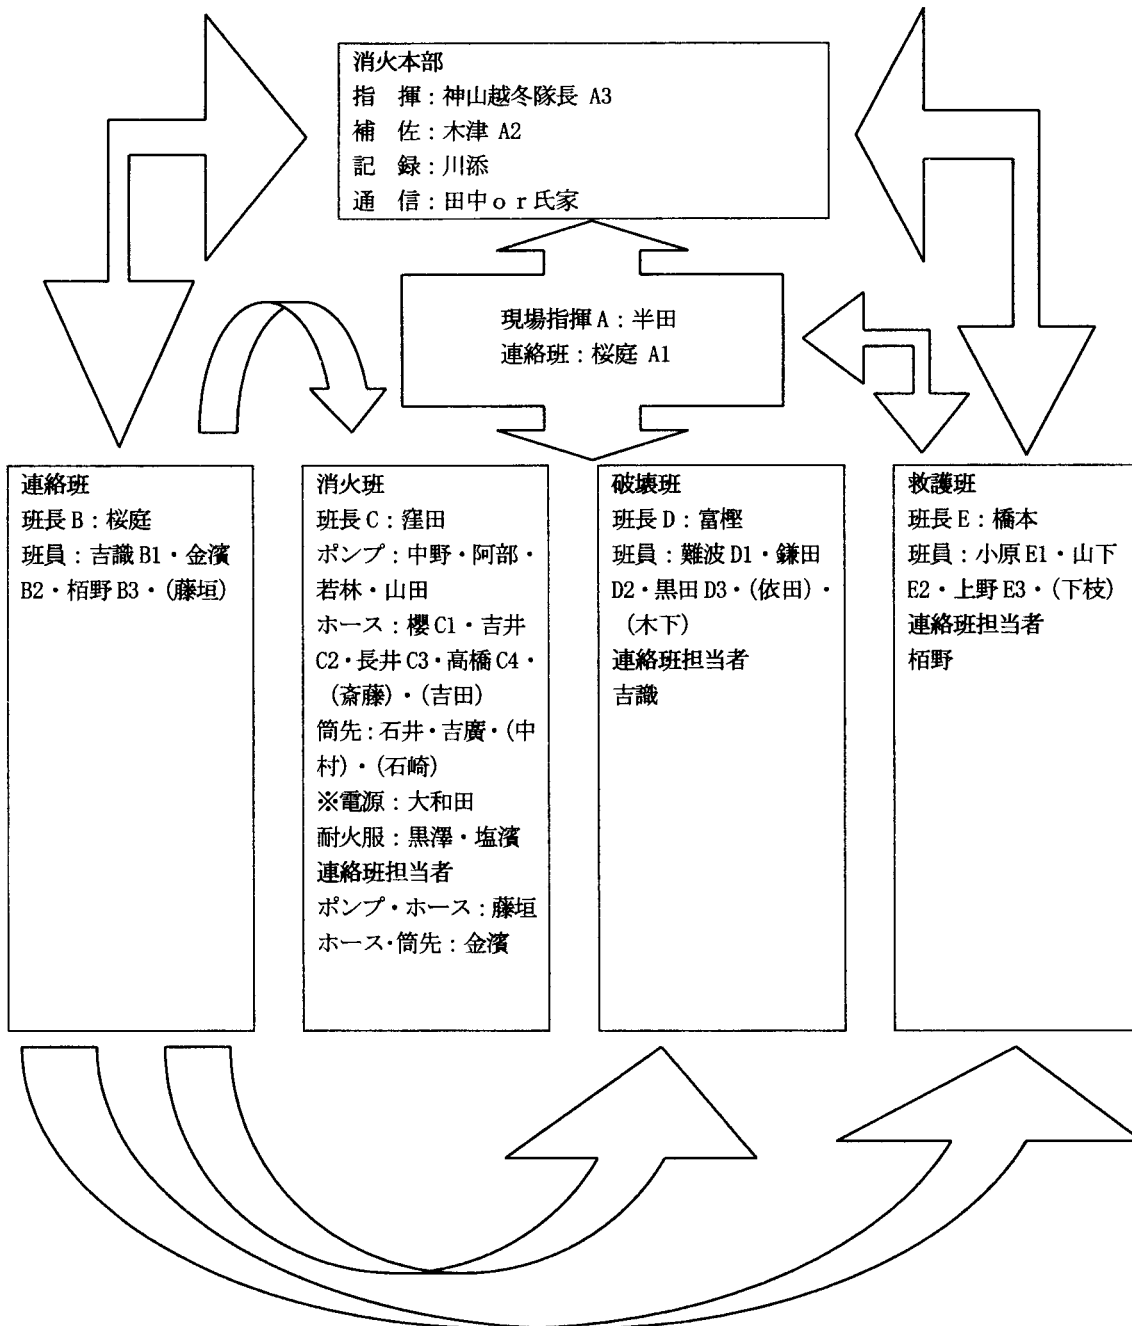 消火本部
指　揮：神山越冬隊長 A3
補　佐：木津 A2
記　録：川添
通　信：田中ｏｒ氏家
現場指揮 A：半田
連絡班：桜庭 A1
連絡班
班長 B：桜庭
班員：吉識 B1・金濱
B2・栢野 B3・(藤垣)
消火班
班長 C：窪田
ポンプ：中野・阿部・
若林・山田
ホース：櫻 C1・吉井
C2・長井 C3・高橋 C4・
(斎藤)・(吉田)
筒先：石井・吉廣・(中
村)・(石崎)
※電源：大和田
耐火服：黒澤・塩濱
連絡班担当者
ポンプ・ホース：藤垣
ホース・筒先：金濱
破壊班
班長 D：富樫
班員：難波 D1・鎌田
D2・黒田 D3・(依田)・
(木下)
連絡班担当者
吉識
救護班
班長 E：橋本
班員：小原 E1・山下
E2・上野 E3・(下枝)
連絡班担当者
栢野